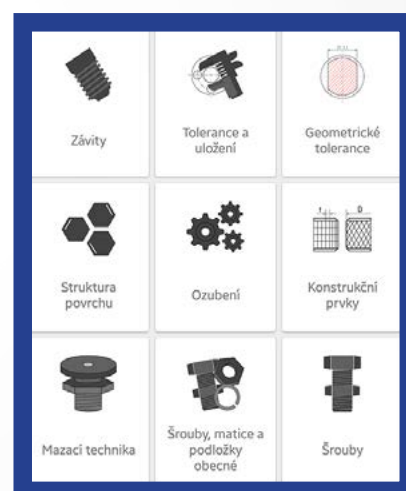 Závity
Tolerance a
uložení
Geometrické
tolerance
Struktura
povrchu
Ozubení
t
D
Konstrukční
prvky
Mazací technika
Šrouby, matice a
podložky
obecné
Šrouby